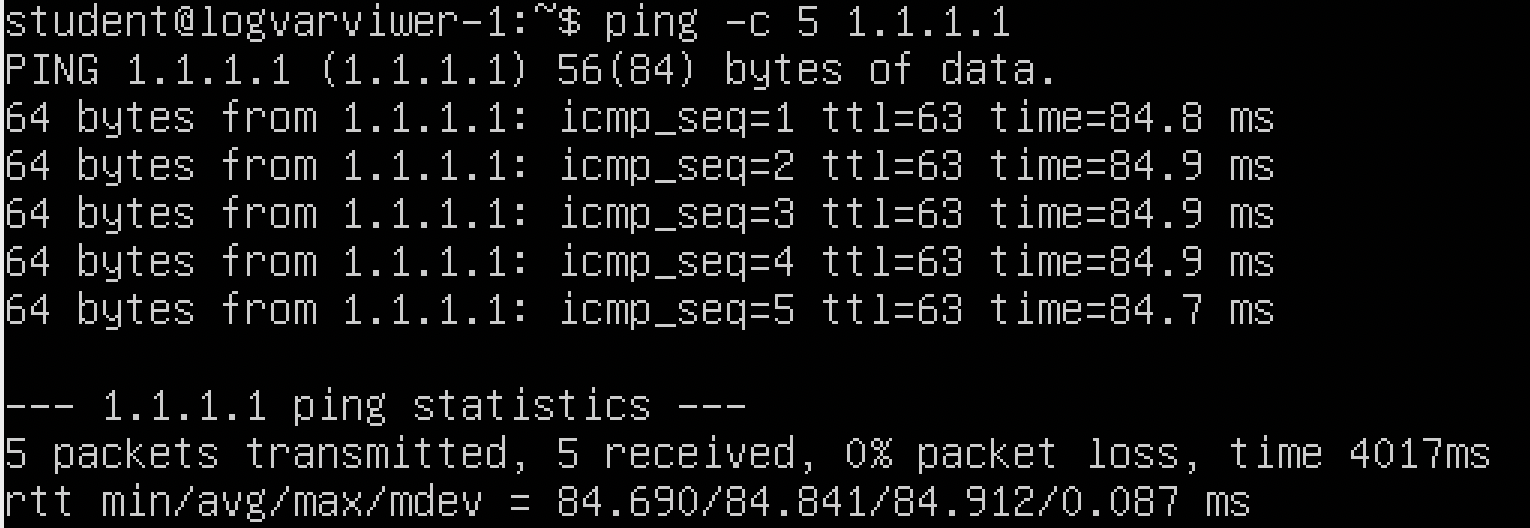 student@logvarviwer-1:~$ ping -c 5 1.1.1.1
PING 1.1.1.1 (1.1.1.1) 56(84) bytes of data.
64 bytes from 1.1.1.1: icmp_seq=1 ttl=63 time=84.8 ms
64 bytes from 1.1.1.1: icmp_seq=2 ttl=63 time=84.9 ms
64 bytes from 1.1.1.1: icmp_seq=3 ttl=63 time=84.9 ms
64 bytes from 1.1.1.1: icmp_seq=4 ttl=63 time=84.9 ms
64 bytes from 1.1.1.1: icmp_seq=5 ttl=63 time=84.7 ms
--- 1.1.1.1 ping statistics ---
5 packets transmitted, 5 received, 0% packet loss, time 4017ms
rtt min/avg/max/mdev = 84.690/84.841/84.912/0.087 ms